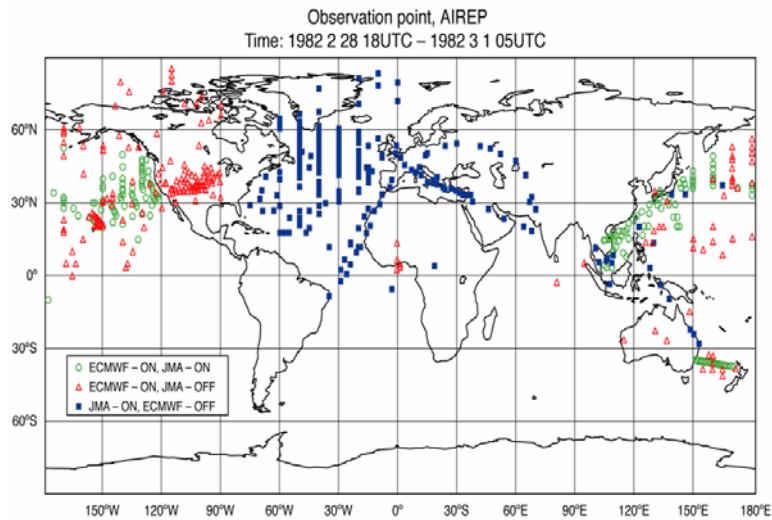 Observation point, AIREP
Time: 1982 2 28 18UTC – 1982 3 1 05UTC
60°N
30°N
0°
30°S
60°S
ECMWF – ON, JMA – ON
ECMWF – ON, JMA – OFF
JMA – ON, ECMWF – OFF
150°W 120°W 90°W 60°W 30°W 0° 30°E 60°E 90°E 120°E 150°E 180°E